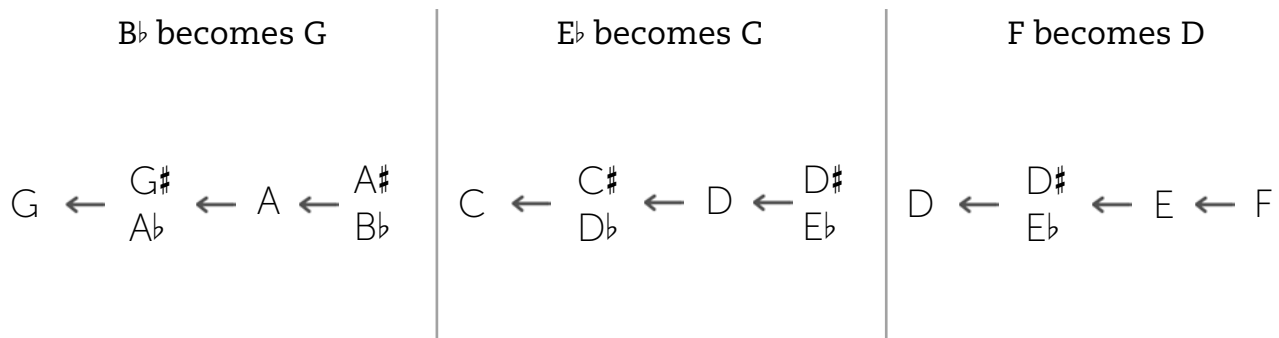 B♭ becomes G
G ← G♯ A♭ ← A ← A♯ B♭
E♭ becomes C
C ← C♯ D♭ ← D ← D♯ E♭
F becomes D
D ← D♯ E♭ ← E ← F